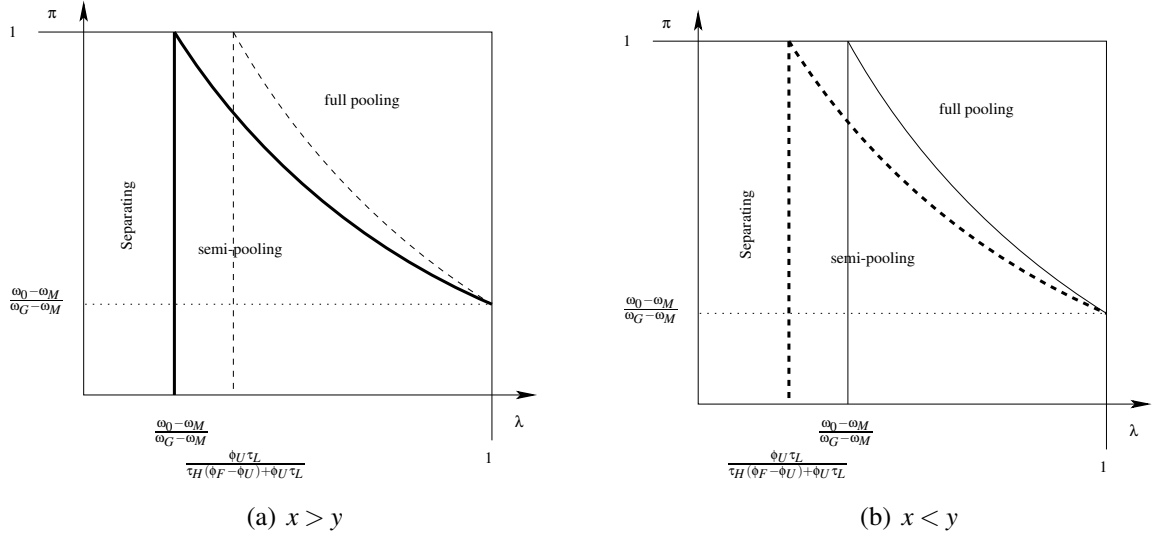 π
1
full pooling
Separating
semi-pooling
ω0−ωM
ωG−ωM
λ
ω0−ωM
ωG−ωM
1
ϕUτL
τH(ϕF−ϕU)+ϕUτL
(a) x > y
π
1
full pooling
Separating
semi-pooling
ω0−ωM
ωG−ωM
λ
ω0−ωM
ωG−ωM
1
ϕUτL
τH(ϕF−ϕU)+ϕUτL
(b) x < y